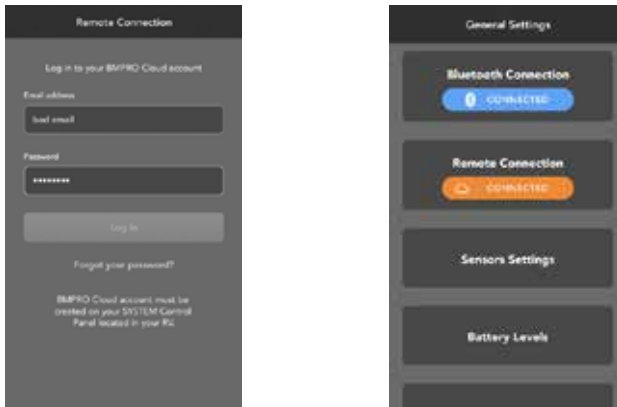 Remote Connection
Log in to your BMPRO Cloud account
Email address
bad email
Password
••••••••
Log In
Forgot your password?
BMPRO Cloud account must be
created on your SYSTEM Control
Panel located in your RV.
General Settings
Bluetooth Connection
CONNECTED
Remote Connection
CONNECTED
Sensors Settings
Battery Levels